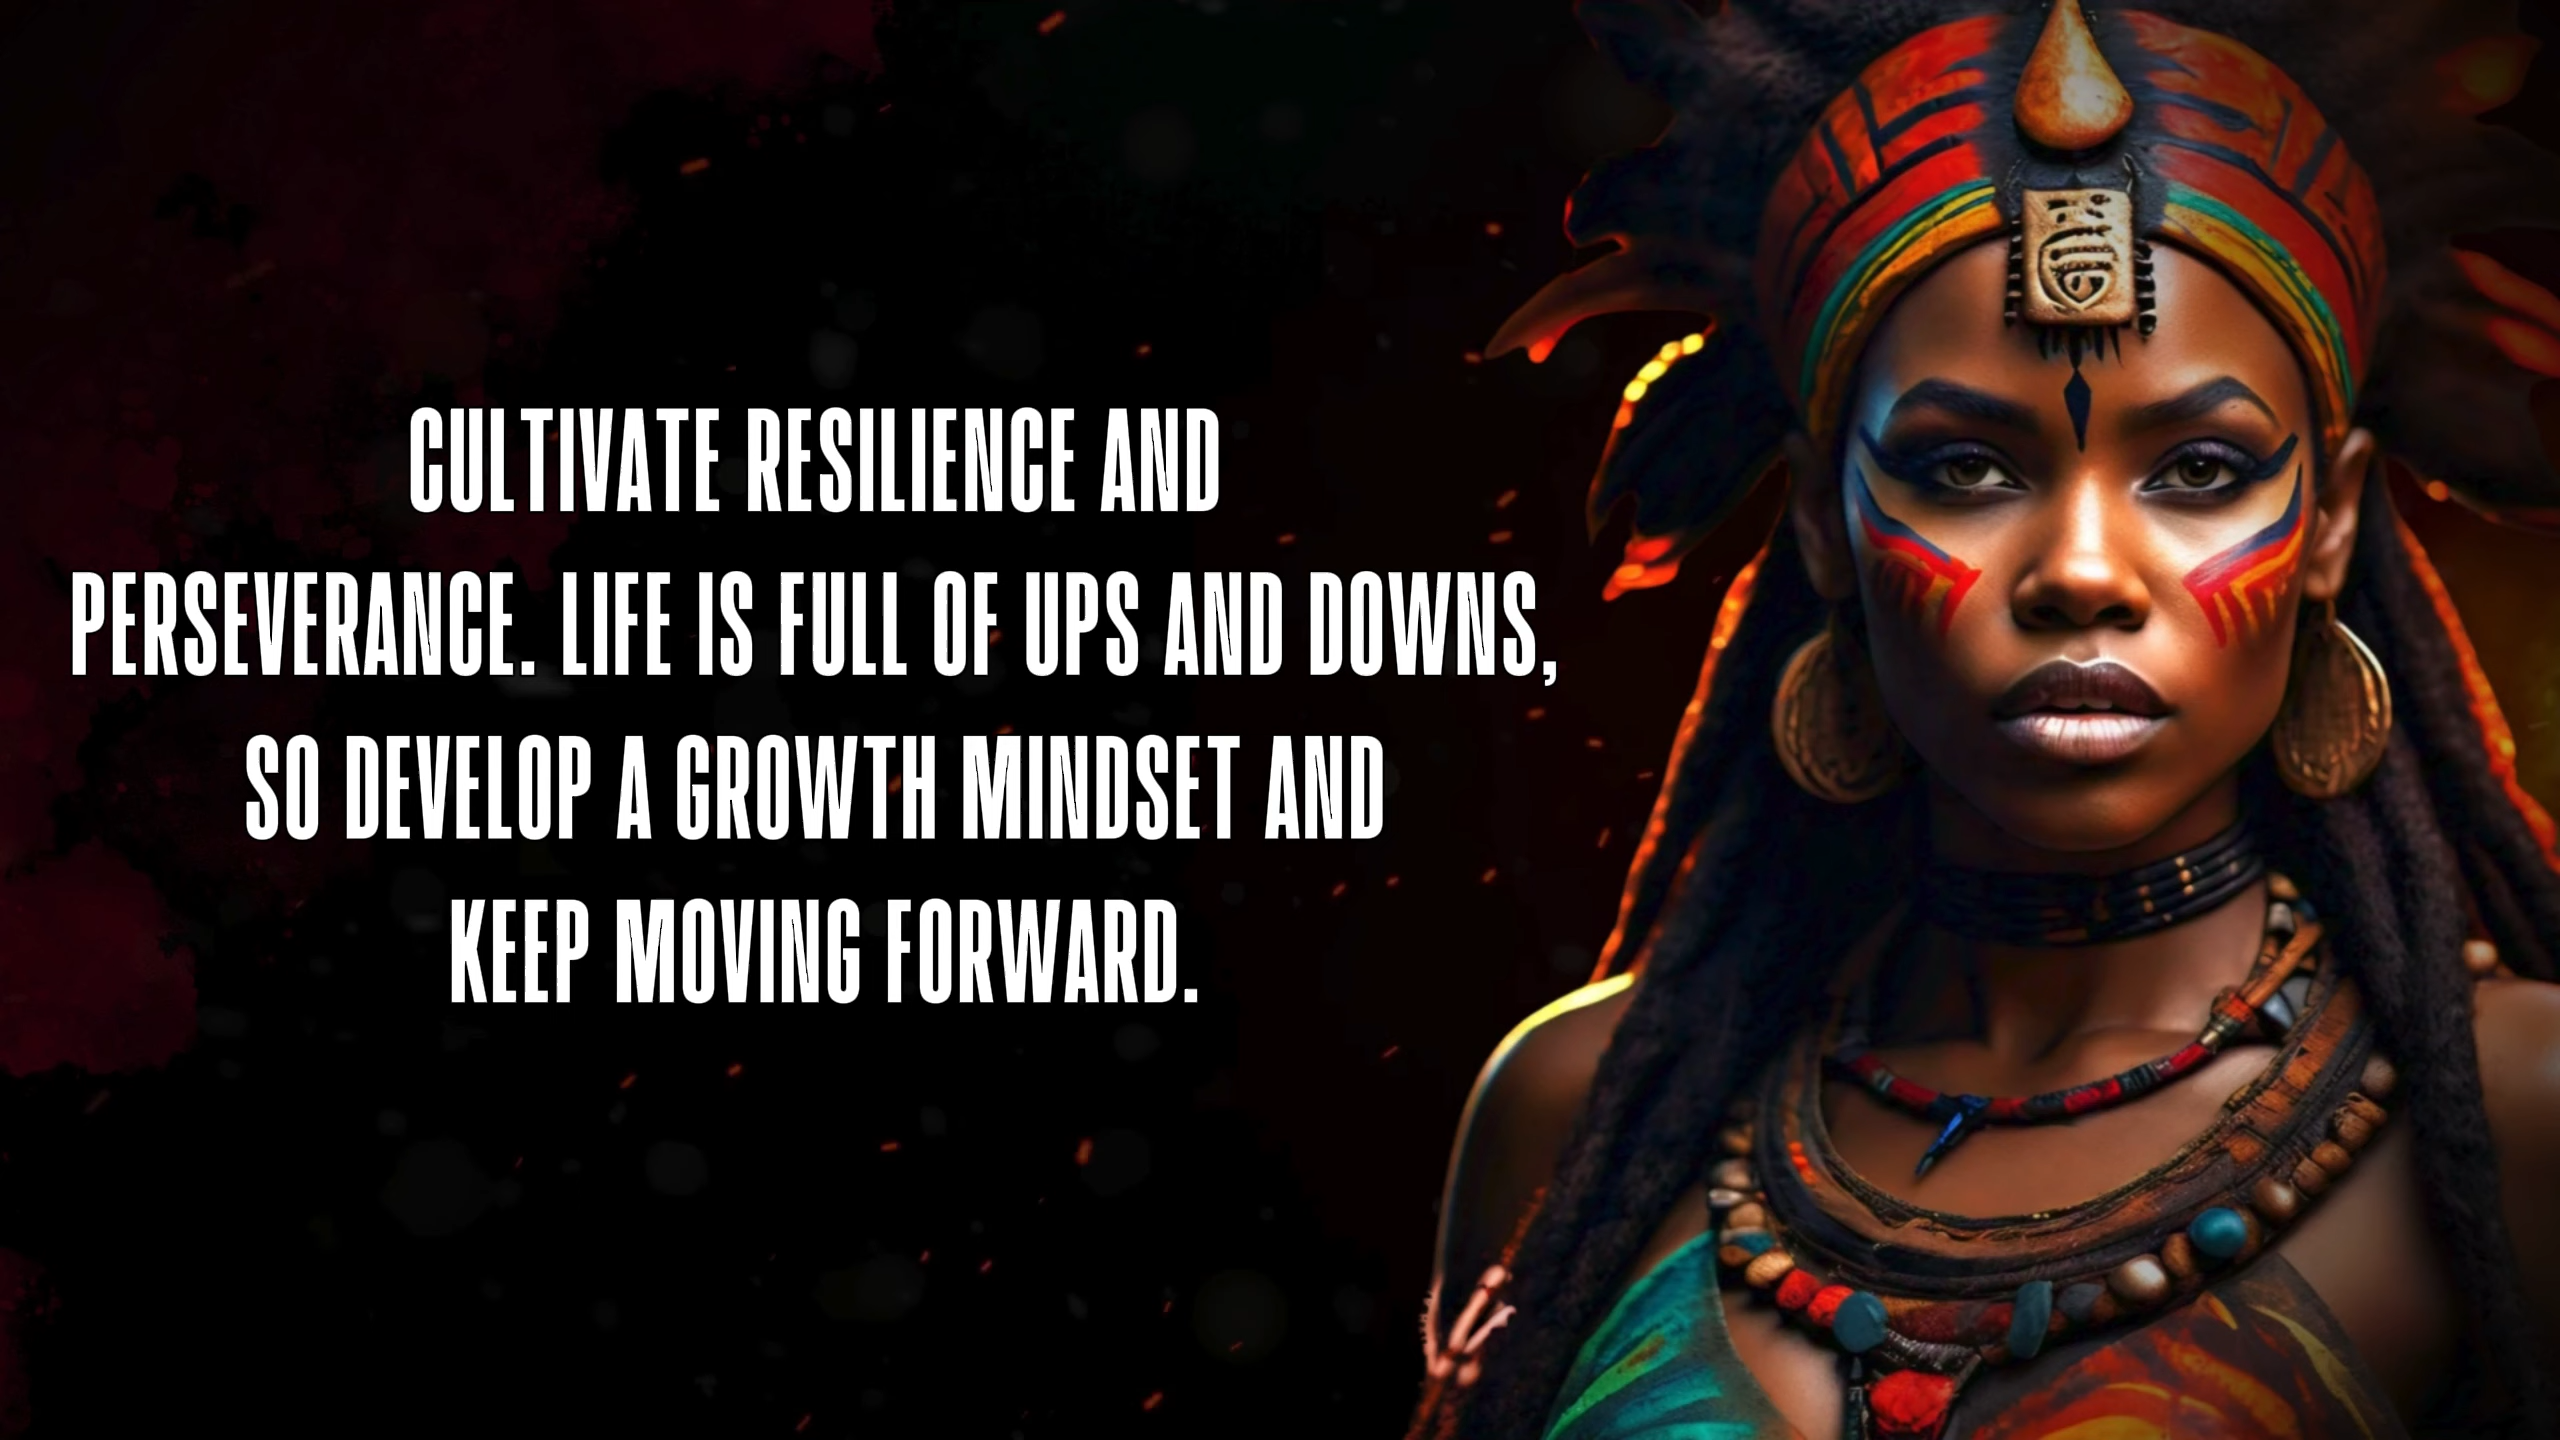 CULTIVATE RESILIENCE AND
PERSEVERANCE. LIFE IS FULL OF UPS AND DOWNS,
SO DEVELOP A GROWTH MINDSET AND
KEEP MOVING FORWARD.